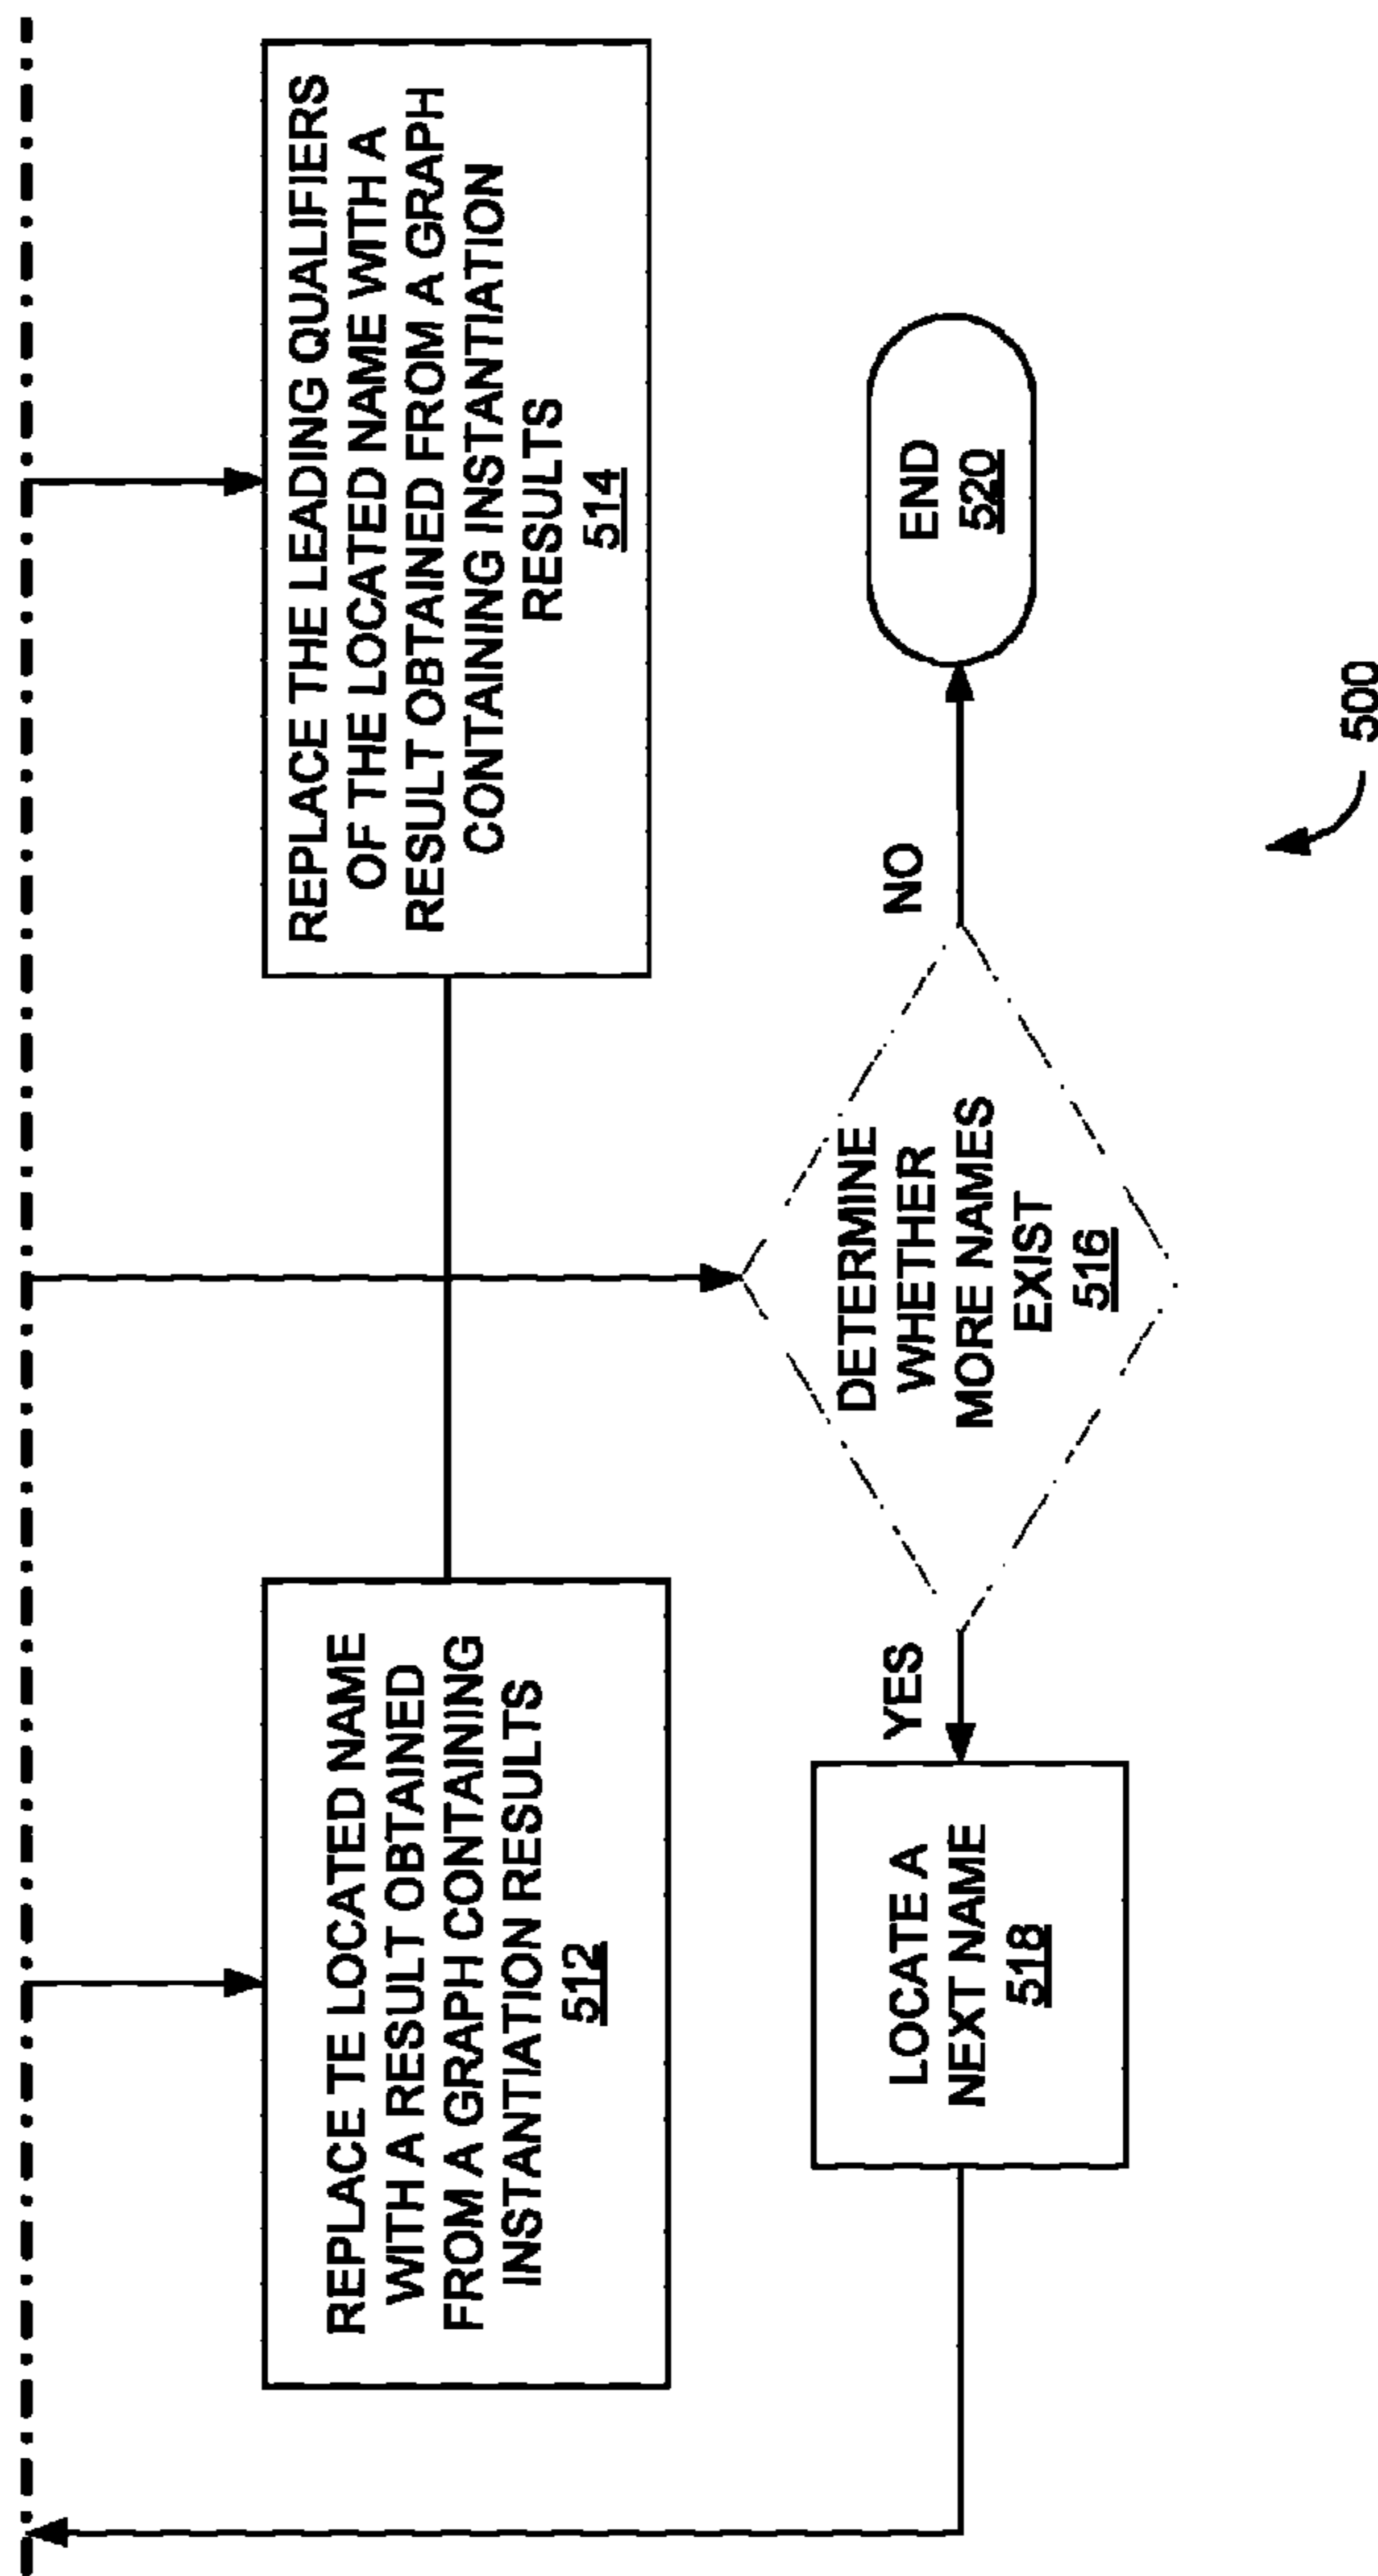 REPLACE TE LOCATED NAME
WITH A RESULT OBTAINED
FROM A GRAPH CONTAINING
INSTANTIATION RESULTS
512
REPLACE THE LEADING QUALIFIERS
OF THE LOCATED NAME WITH A
RESULT OBTAINED FROM A GRAPH
CONTAINING INSTANTIATION
RESULTS
514
LOCATE A
NEXT NAME
518
YES
DETERMINE
WHETHER
MORE NAMES
EXIST
516
NO
END
520
500